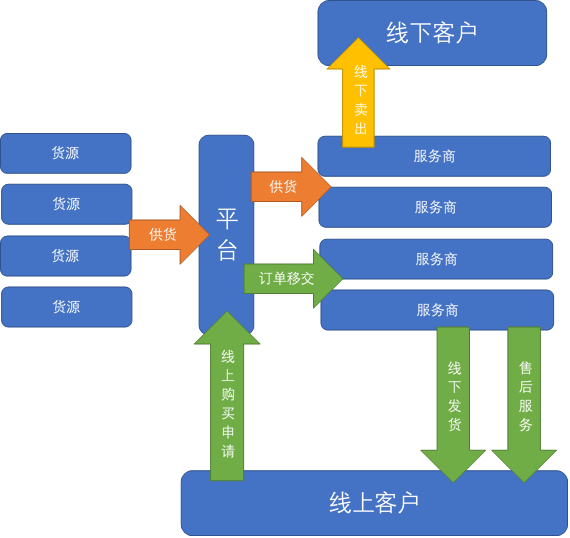 线下客户
线下卖出
货源
货源
货源
货源
供货
平台
供货
订单移交
服务商
服务商
服务商
服务商
线上购买申请
线下发货
售后服务
线上客户